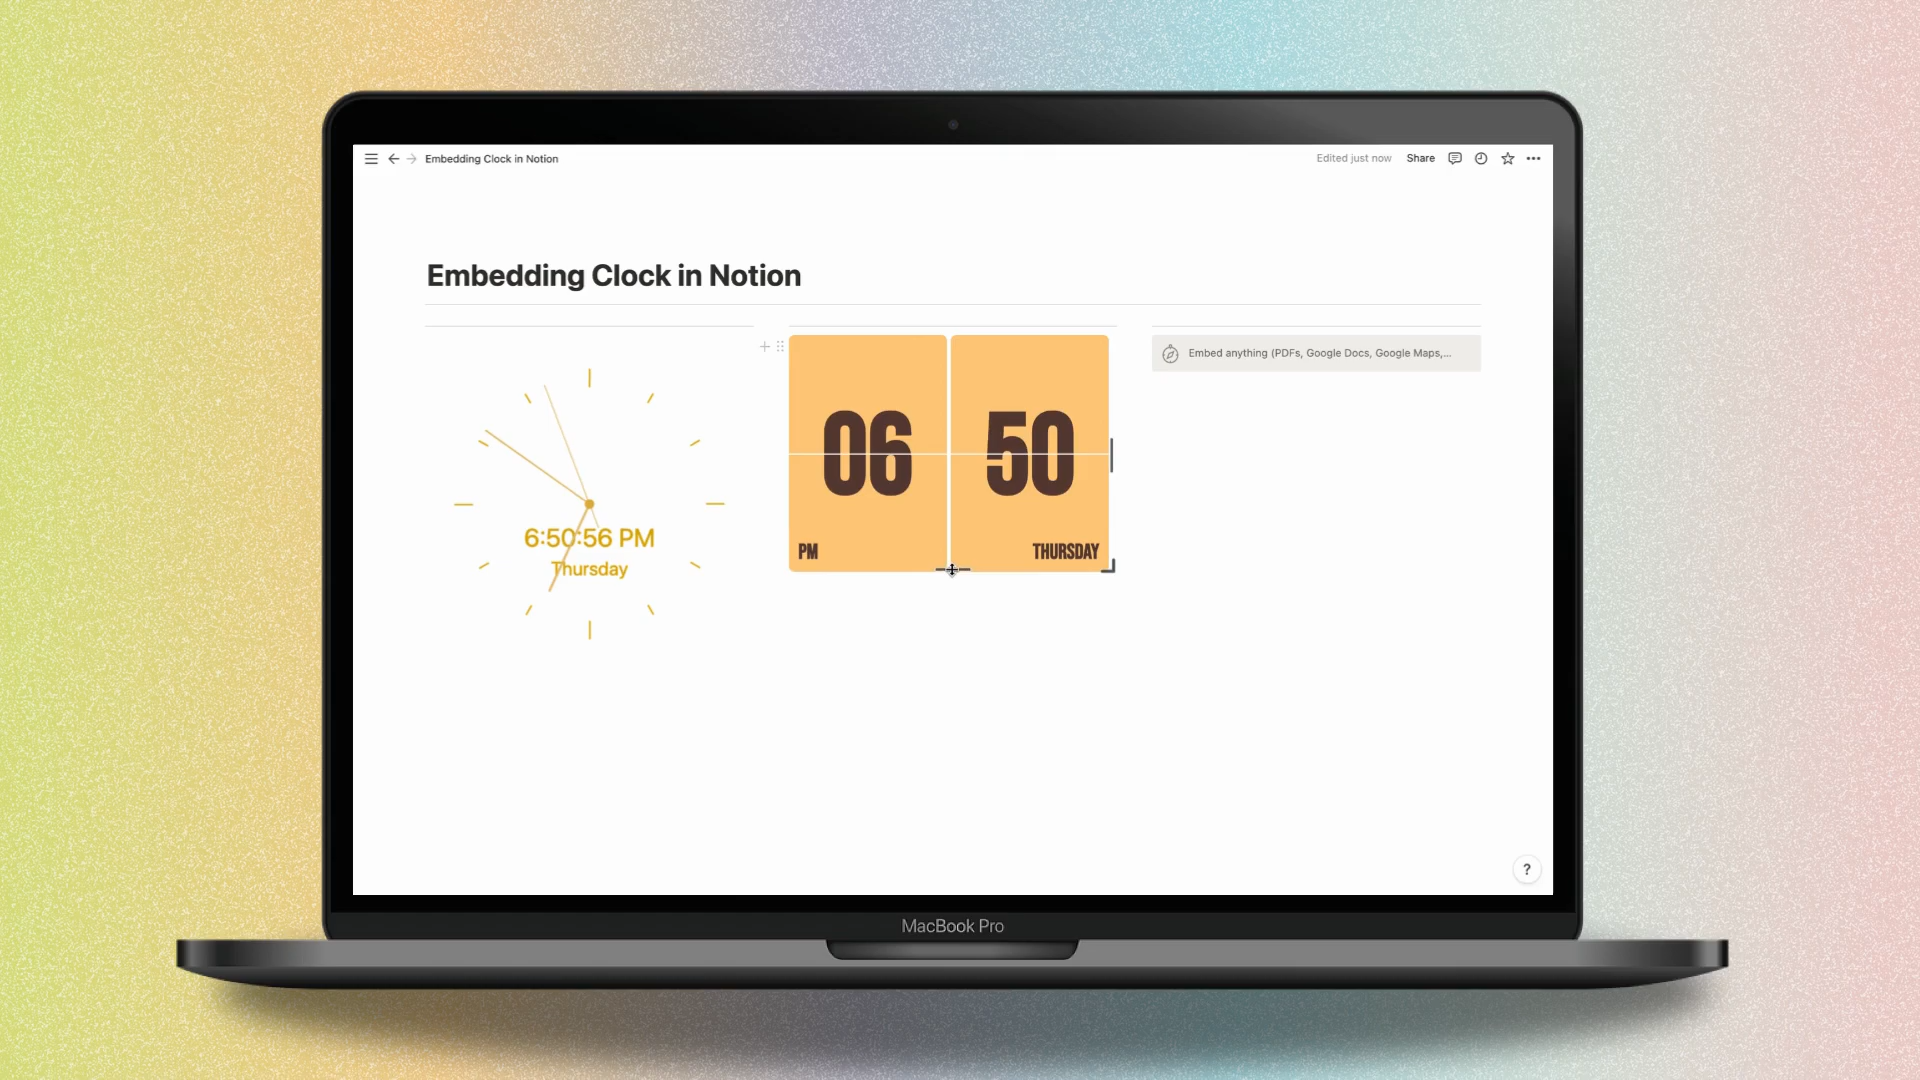 Embedding Clock in Notion
Edited just now Share
Embedding Clock in Notion
6:50:56 PM
Thursday
06 50
PM THURSDAY
Embed anything (PDFs, Google Docs, Google Maps,...
?
MacBook Pro